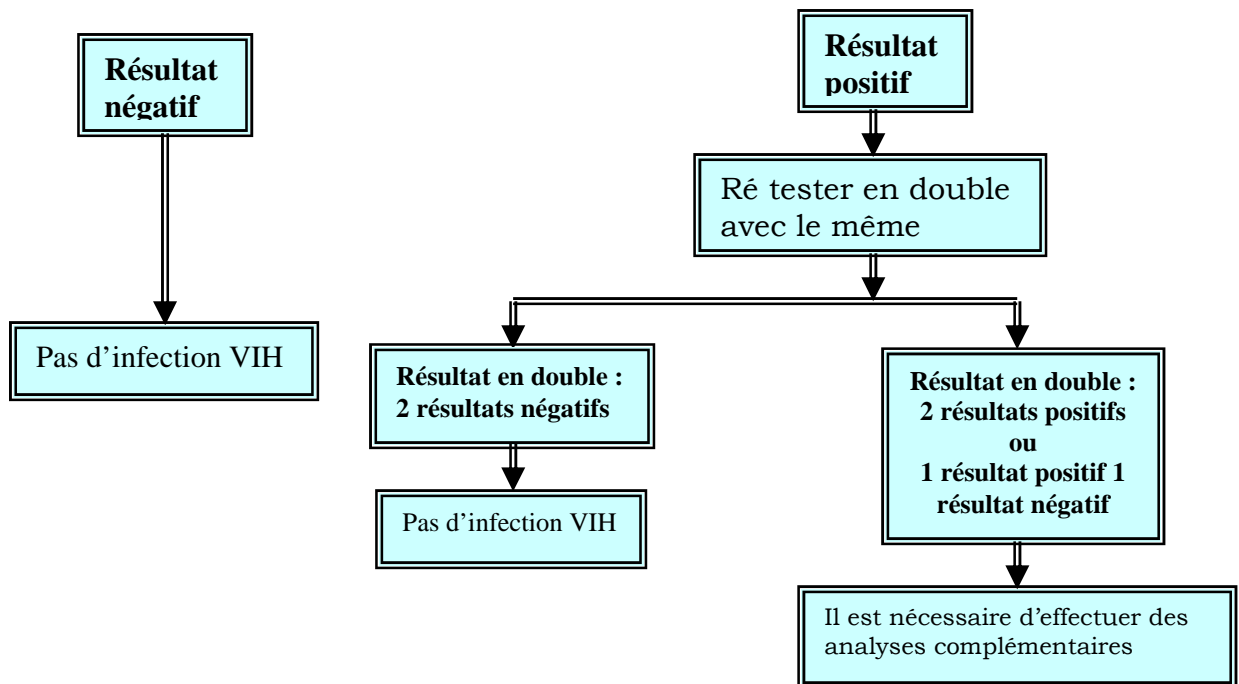 Résultat
négatif
Pas d'infection VIH
Résultat
positif
Ré tester en double
avec le même
Résultat en double :
2 résultats négatifs
Pas d'infection VIH
Résultat en double :
2 résultats positifs
ou
1 résultat positif 1
résultat négatif
Il est nécessaire d'effectuer des
analyses complémentaires